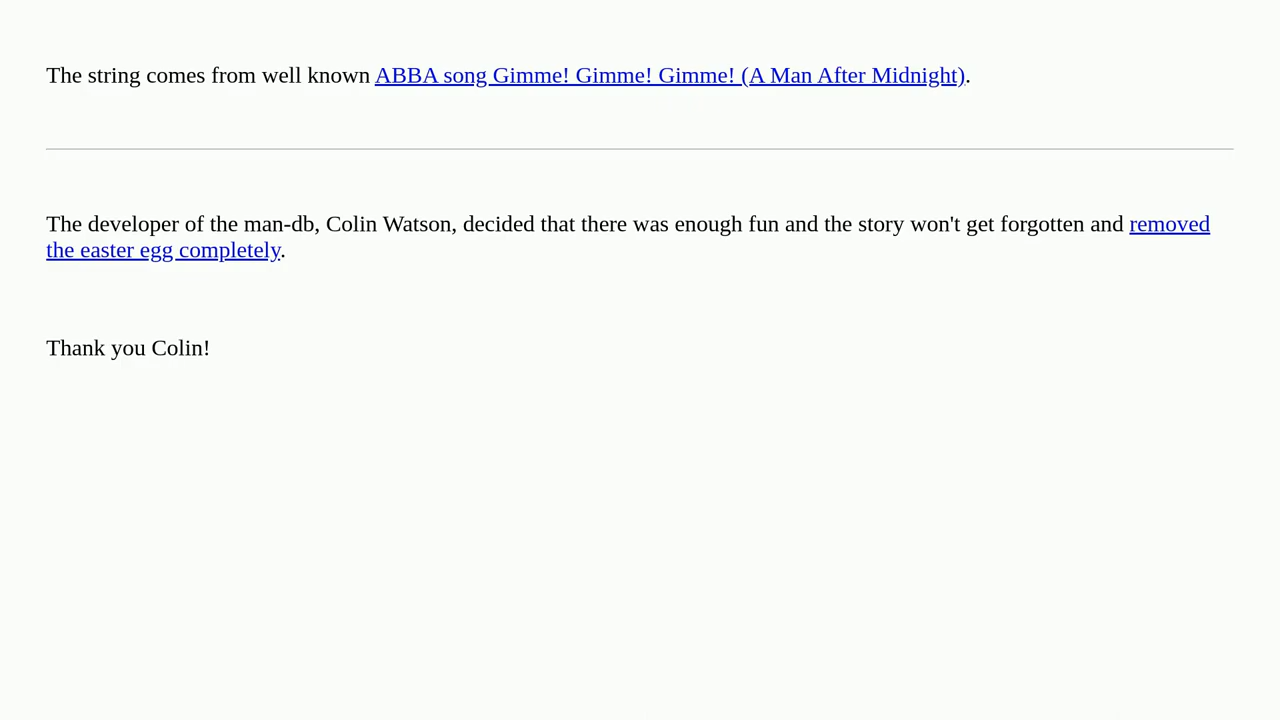 The string comes from well known ABBA song Gimme! Gimme! Gimme! (A Man After Midnight).
The developer of the man-db, Colin Watson, decided that there was enough fun and the story won't get forgotten and removed
the easter egg completely.
Thank you Colin!